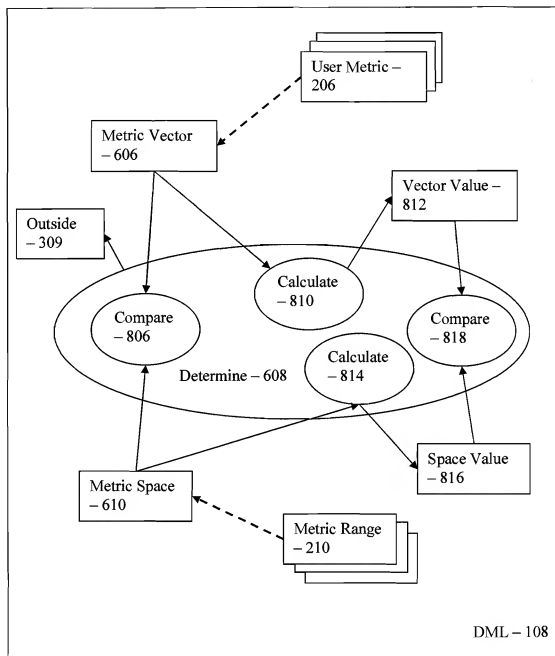 User Metric –
206
Metric Vector
– 606
Vector Value –
812
Outside
– 309
Calculate
– 810
Compare
– 806
Compare
– 818
Calculate
– 814
Determine – 608
Metric Space
– 610
Space Value
– 816
Metric Range
– 210
DML – 108